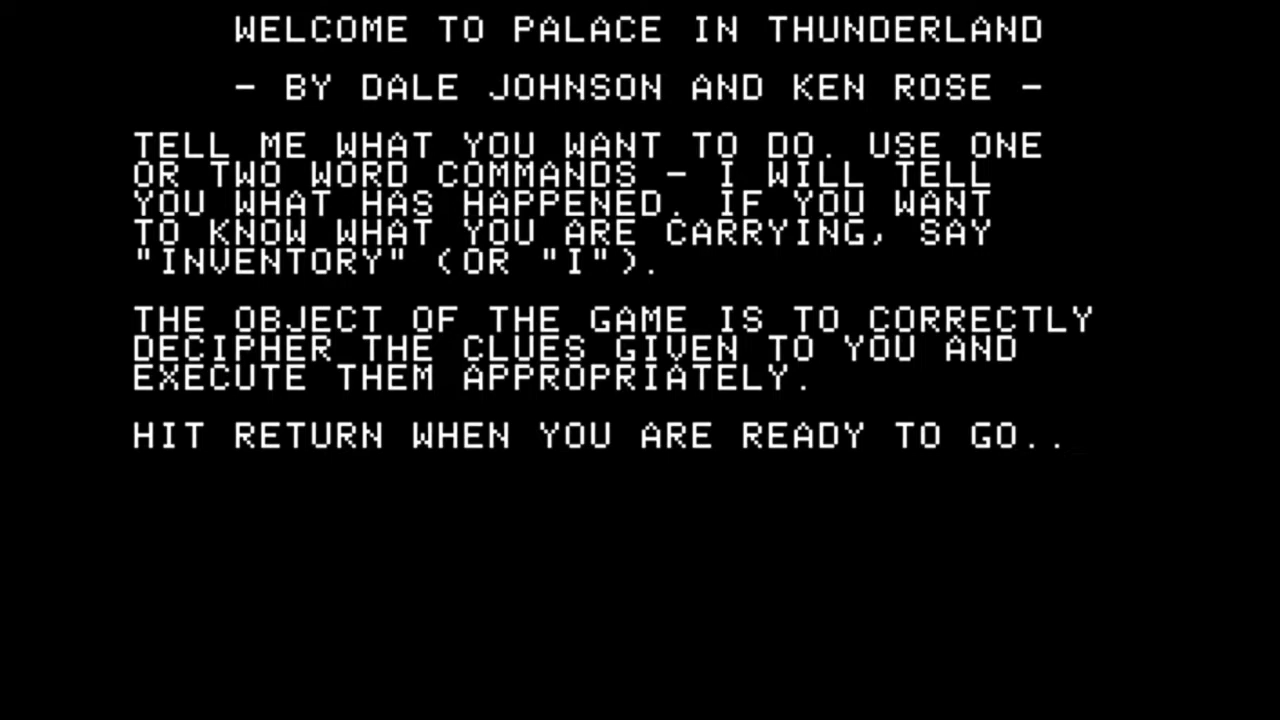 WELCOME TO PALACE IN THUNDERLAND
- BY DALE JOHNSON AND KEN ROSE -
TELL ME WHAT YOU WANT TO DO. USE ONE
OR TWO WORD COMMANDS - I WILL TELL
YOU WHAT HAS HAPPENED. IF YOU WANT
TO KNOW WHAT YOU ARE CARRYING, SAY
"INVENTORY" (OR "I").
THE OBJECT OF THE GAME IS TO CORRECTLY
DECIPHER THE CLUES GIVEN TO YOU AND
EXECUTE THEM APPROPRIATELY.
HIT RETURN WHEN YOU ARE READY TO GO..